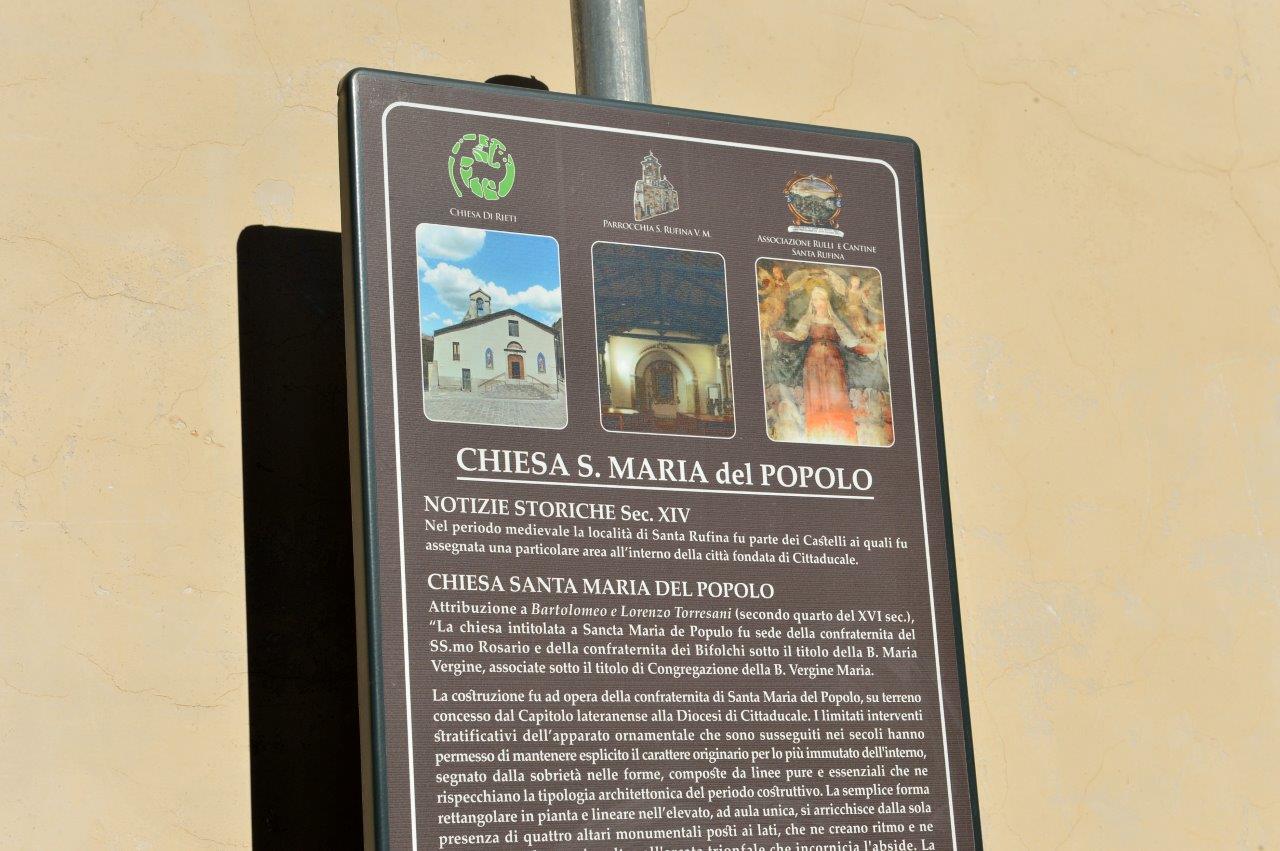 CHIESA DI RIETI
PARROCCHIA S. RUFINA V. M.
ASSOCIAZIONE RULLI E CANTINE
SANTA RUFINA
CHIESA S. MARIA del POPOLO
NOTIZIE STORICHE Sec. XIV
Nel periodo medievale la località di Santa Rufina fu parte dei Castelli ai quali fu
assegnata una particolare area all'interno della città fondata di Cittaducale.
CHIESA SANTA MARIA DEL POPOLO
Attribuzione a Bartolomeo e Lorenzo Torresani (secondo quarto del XVI sec.),
“La chiesa intitolata a Sancta Maria de Populo fu sede della confraternita del
SS.mo Rosario e della confraternita dei Bifolchi sotto il titolo della B. Maria
Vergine, associate sotto il titolo di Congregazione della B. Vergine Maria.
La costruzione fu ad opera della confraternita di Santa Maria del Popolo, su terreno
concesso dal Capitolo lateranense alla Diocesi di Cittaducale. I limitati interventi
stratificativi dell'apparato ornamentale che sono susseguiti nei secoli hanno
permesso di mantenere esplicito il carattere originario per lo più immutato dell'interno,
segnato dalla sobrietà nelle forme, composte da linee pure e essenziali che ne
rispecchiano la tipologia architettonica del periodo costruttivo. La semplice forma
rettangolare in pianta e lineare nell'elevato, ad aula unica, si arricchisce dalla sola
presenza di quattro altari monumentali posti ai lati, che ne creano ritmo e ne
trionfale che incornicia l'abside. La